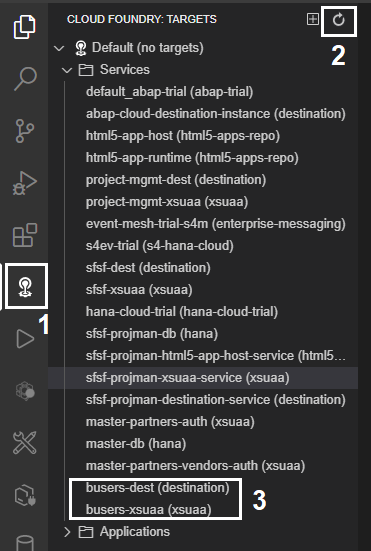 CLOUD FOUNDRY: TARGETS
2
Default (no targets)
Services
default_abap-trial (abap-trial)
abap-cloud-destination-instance (destination)
html5-app-host (html5-apps-repo)
html5-app-runtime (html5-apps-repo)
project-mgmt-dest (destination)
project-mgmt-xsuaa (xsuaa)
event-mesh-trial-s4m (enterprise-messaging)
s4ev-trial (s4-hana-cloud)
sfsf-dest (destination)
sfsf-xsuaa (xsuaa)
hana-cloud-trial (hana-cloud-trial)
1
sfsf-projman-db (hana)
sfsf-projman-html5-app-host-service (html5...
sfsf-projman-xsuaa-service (xsuaa)
sfsf-projman-destination-service (destination)
master-partners-auth (xsuaa)
master-db (hana)
master-partners-vendors-auth (xsuaa)
busers-dest (destination)
3
busers-xsuaa (xsuaa)
Applications